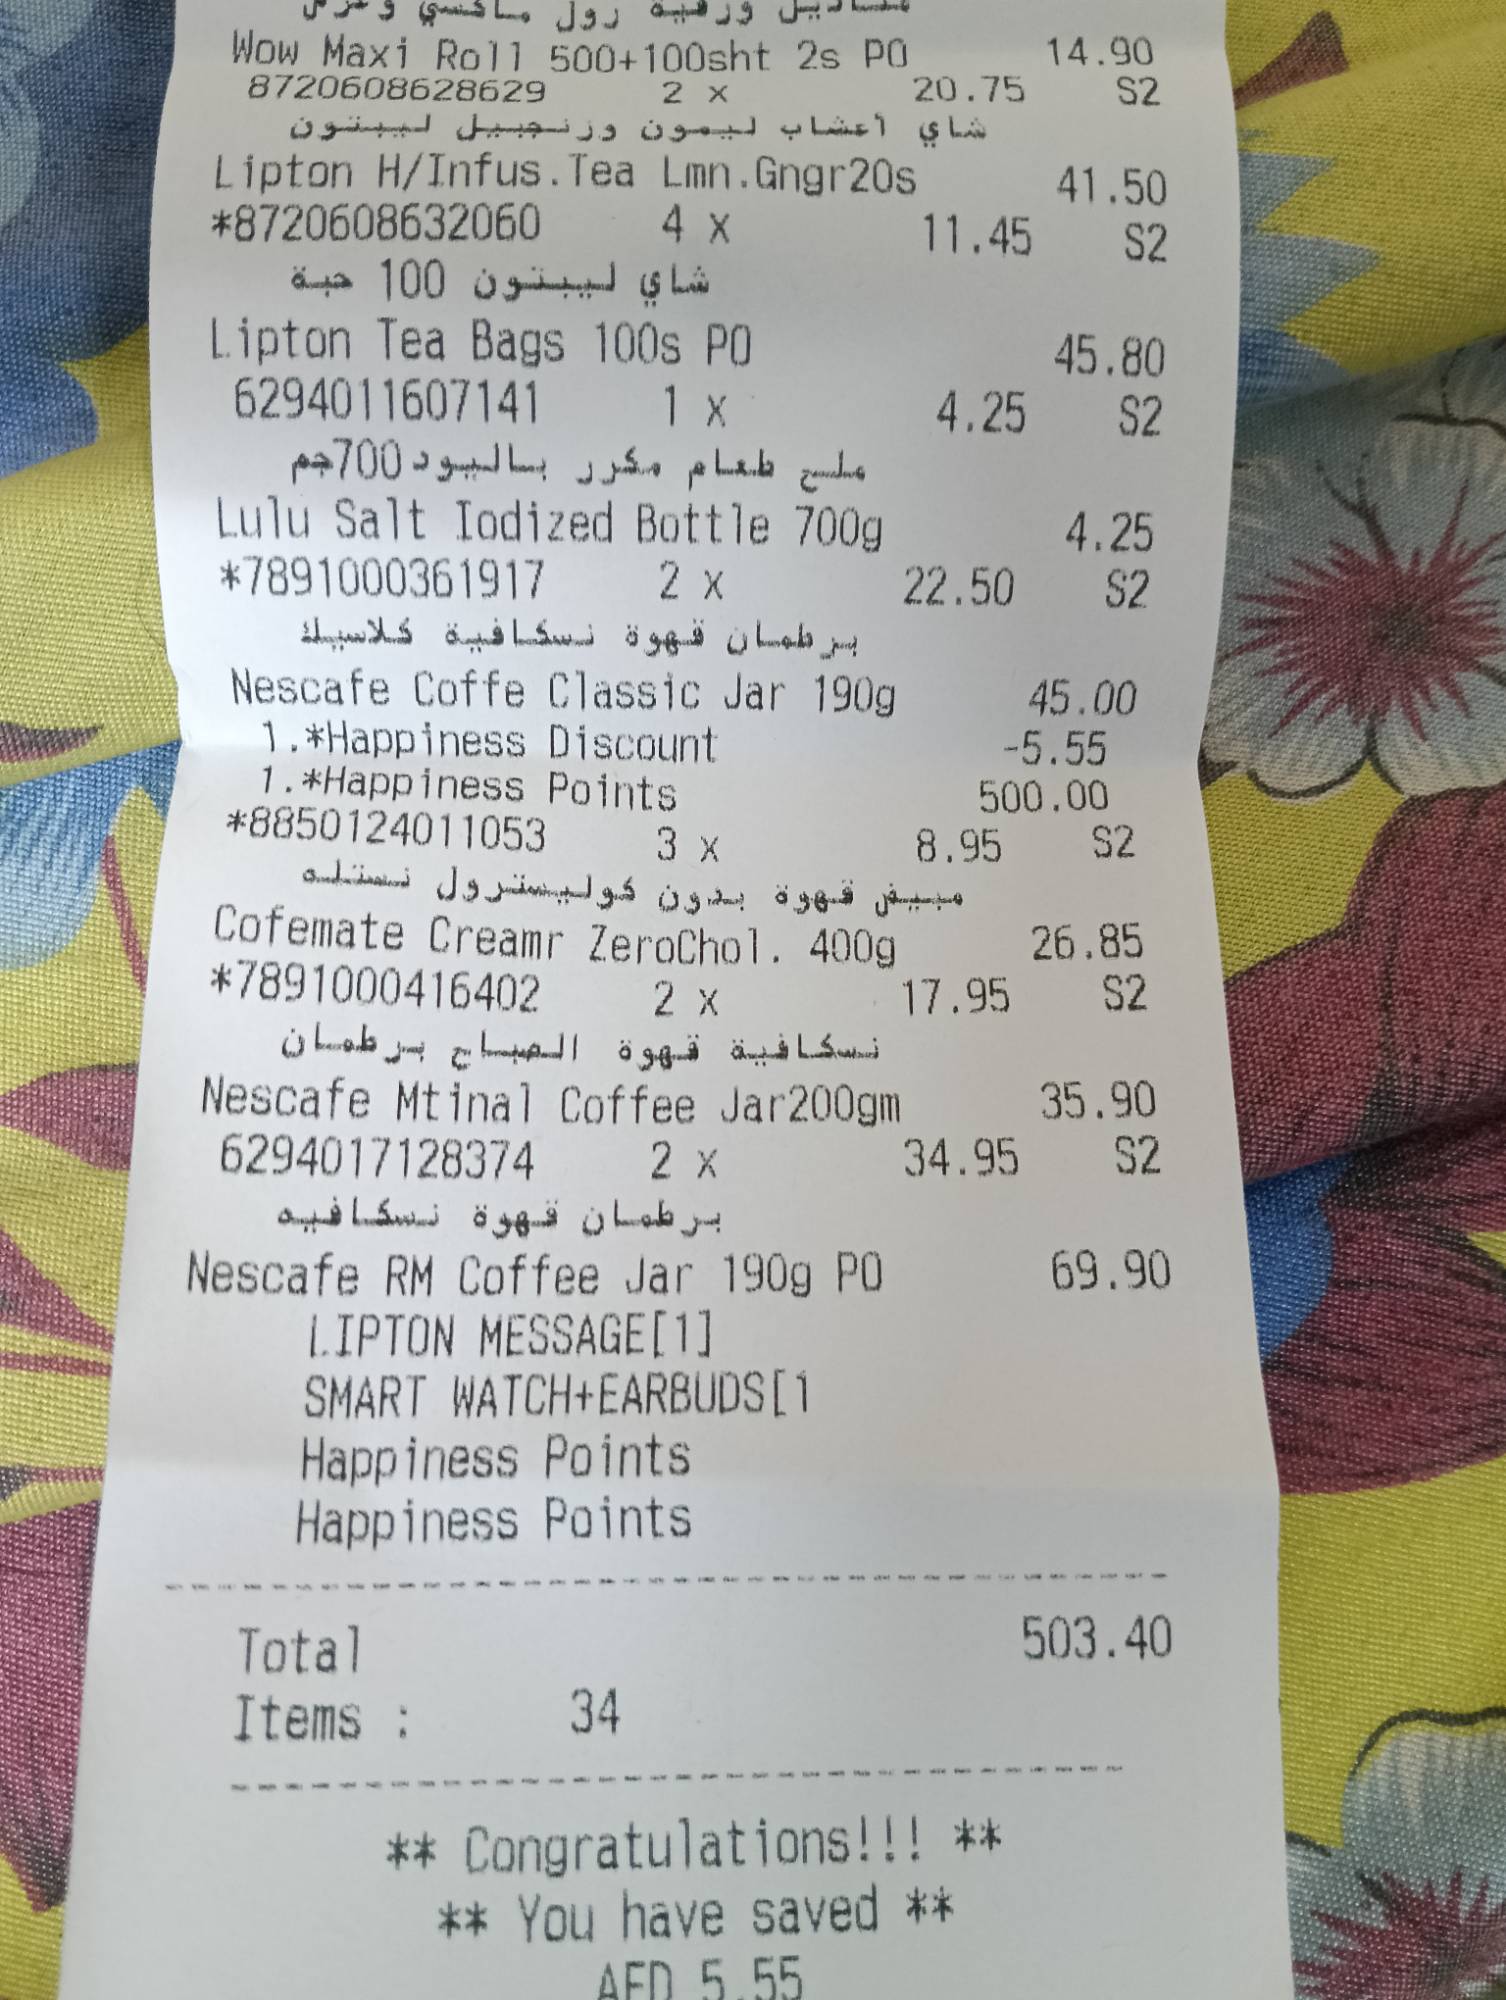 مناديل ورقية رول ماكسي و عرض
Wow Maxi Roll 500+100sht 2s PO 14.90
8720608628629 2 x 20.75 S2
شاي أعشاب ليمون وزنجبيل ليبتون
Lipton H/Infus.Tea Lmn.Gngr20s 41.50
*8720608632060 4 x 11.45 S2
شاي ليبتون 100 حبة
Lipton Tea Bags 100s PO 45.80
6294011607141 1 x 4.25 S2
ملح طعام مكرر باليود 700جم
Lulu Salt Iodized Bottle 700g 4.25
*7891000361917 2 x 22.50 S2
برطمان قهوة نسكافية كلاسيك
Nescafe Coffe Classic Jar 190g 45.00
1.*Happiness Discount -5.55
1.*Happiness Points 500.00
*8850124011053 3 x 8.95 S2
مبيض قهوة بدون كوليسترول نستله
Cofemate Creamr ZeroChol. 400g 26.85
*7891000416402 2 x 17.95 S2
نسكافية قهوة الصباح برطمان
Nescafe Mtinal Coffee Jar200gm 35.90
6294017128374 2 x 34.95 S2
برطمان قهوة نسكافيه
Nescafe RM Coffee Jar 190g PO 69.90
LIPTON MESSAGE[1]
SMART WATCH+EARBUDS[1
Happiness Points
Happiness Points
Total 503.40
Items : 34
** Congratulations!!! **
** You have saved **
AED 5.55